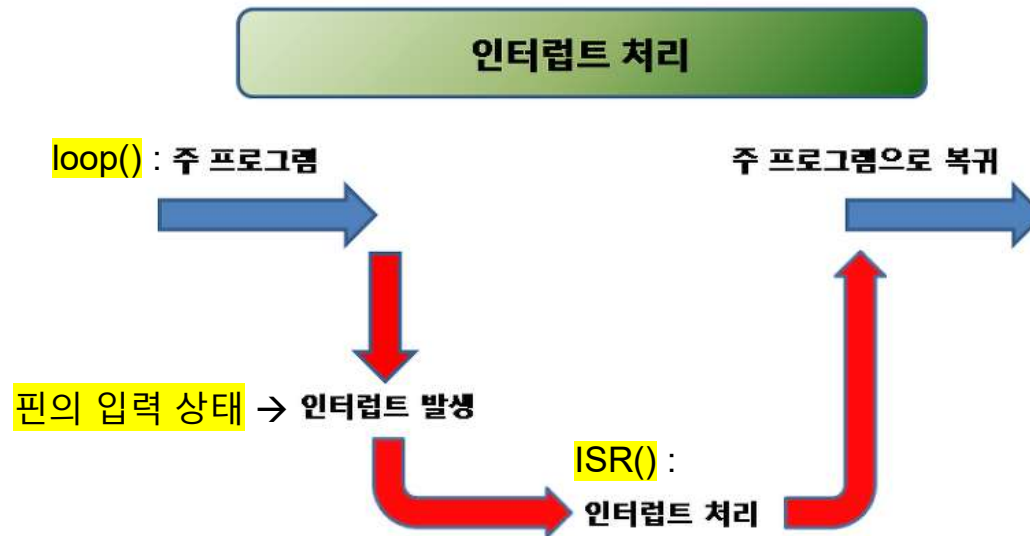 인터럽트 처리
loop() : 주 프로그램
주 프로그램으로 복귀
핀의 입력 상태 → 인터럽트 발생
ISR() :
인터럽트 처리